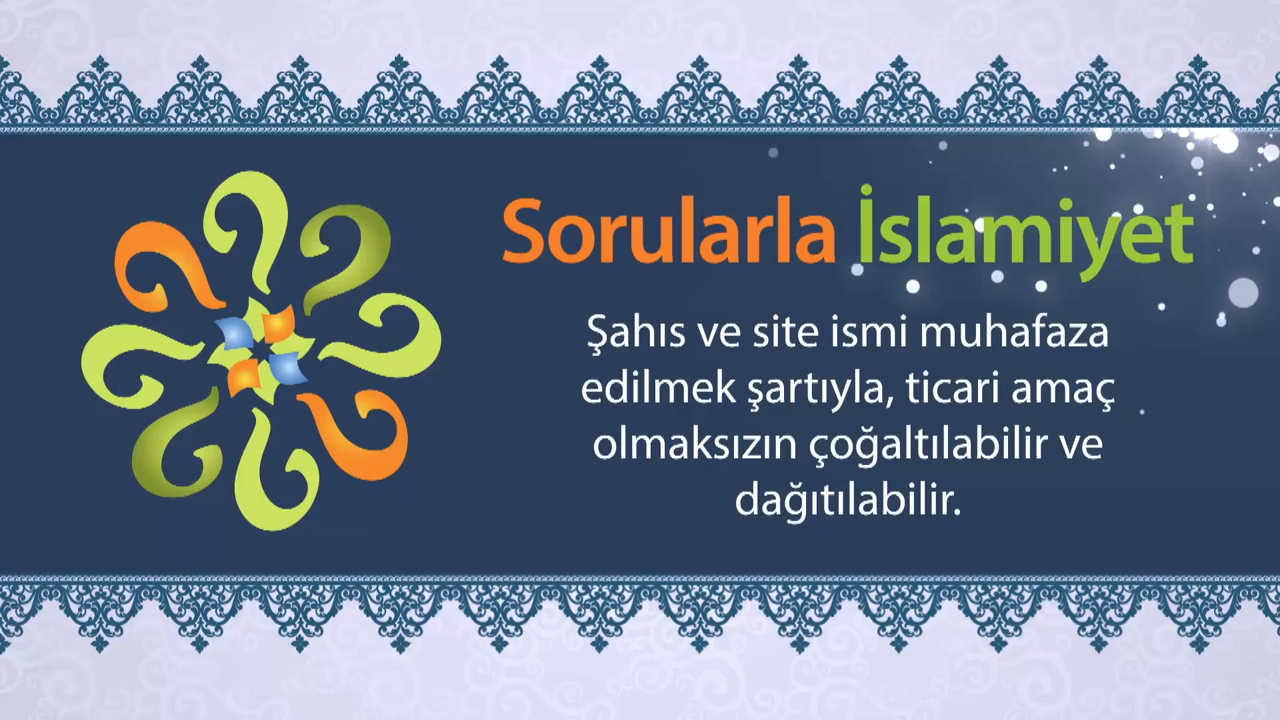 Sorularla İslamiyet
Şahıs ve site ismi muhafaza
edilmek şartıyla, ticari amaç
olmaksızın çoğaltılabilir ve
dağıtılabilir.